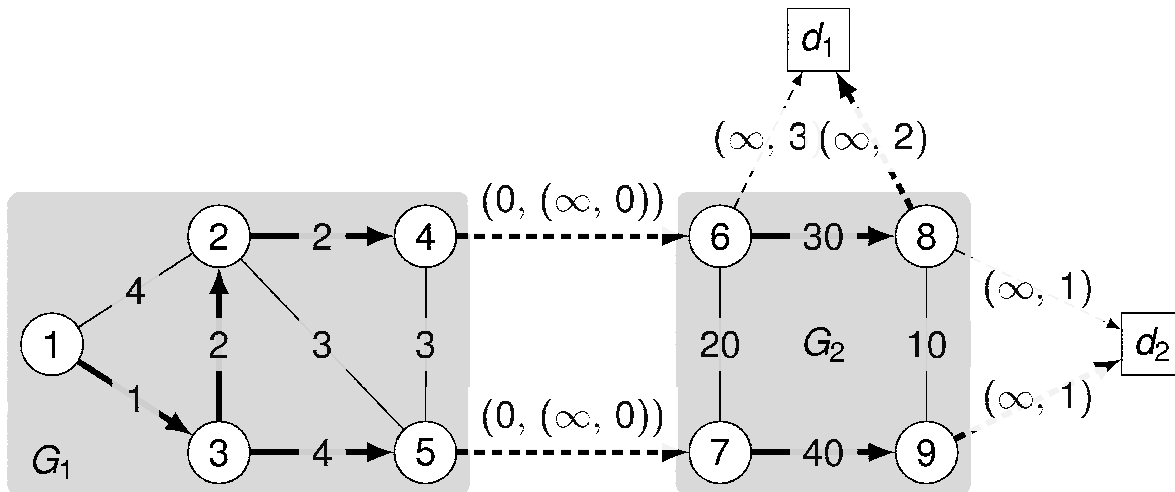 d1
(∞, 3 (∞, 2)
(0, (∞, 0))
2 2 4 6 30 8
4
(∞, 1)
1 2 3 3 20 G2 10 d2
1
(0, (∞, 0))
(∞, 1)
G1 3 4 5 7 40 9